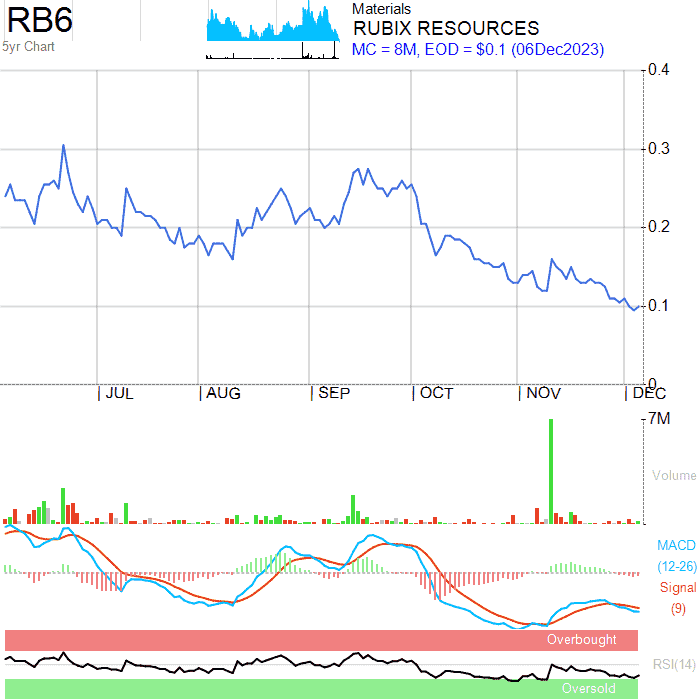 RB6
5yr Chart
Materials
RUBIX RESOURCES
MC = 8M, EOD = $0.1 (06Dec2023)
0.4
0.3
0.2
0.1
0
JUL AUG SEP OCT NOV DEC
7M
Volume
MACD
(12-26)
Signal
(9)
Overbought
RSI(14)
Oversold